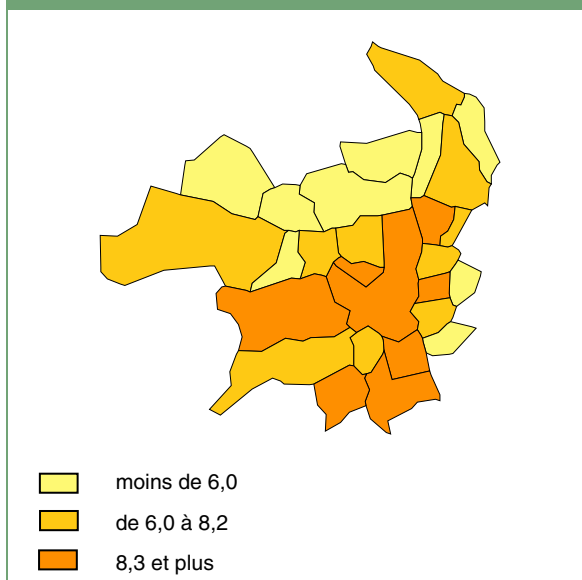 moins de 6,0
de 6,0 à 8,2
8,3 et plus